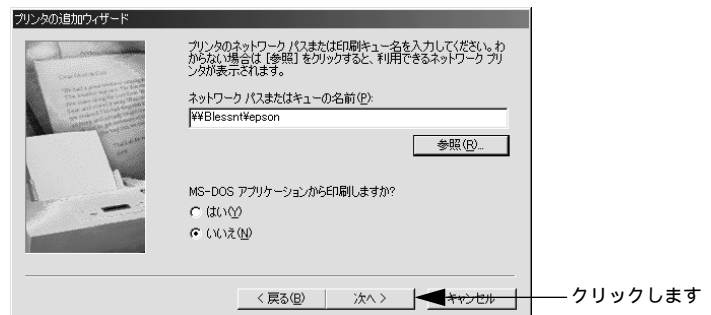 プリンタの追加ウィザード
プリンタのネットワーク パスまたは印刷キュー名を入力してください。わ
からない場合は [参照] をクリックすると、利用できるネットワーク プリ
ンタが表示されます。
ネットワーク パスまたはキューの名前(P):
¥¥Blessnt¥epson
参照(R)...
MS-DOS アプリケーションから印刷しますか?
はい(Y)
いいえ(N)
< 戻る(B)
次へ >
キャンセル
クリックします